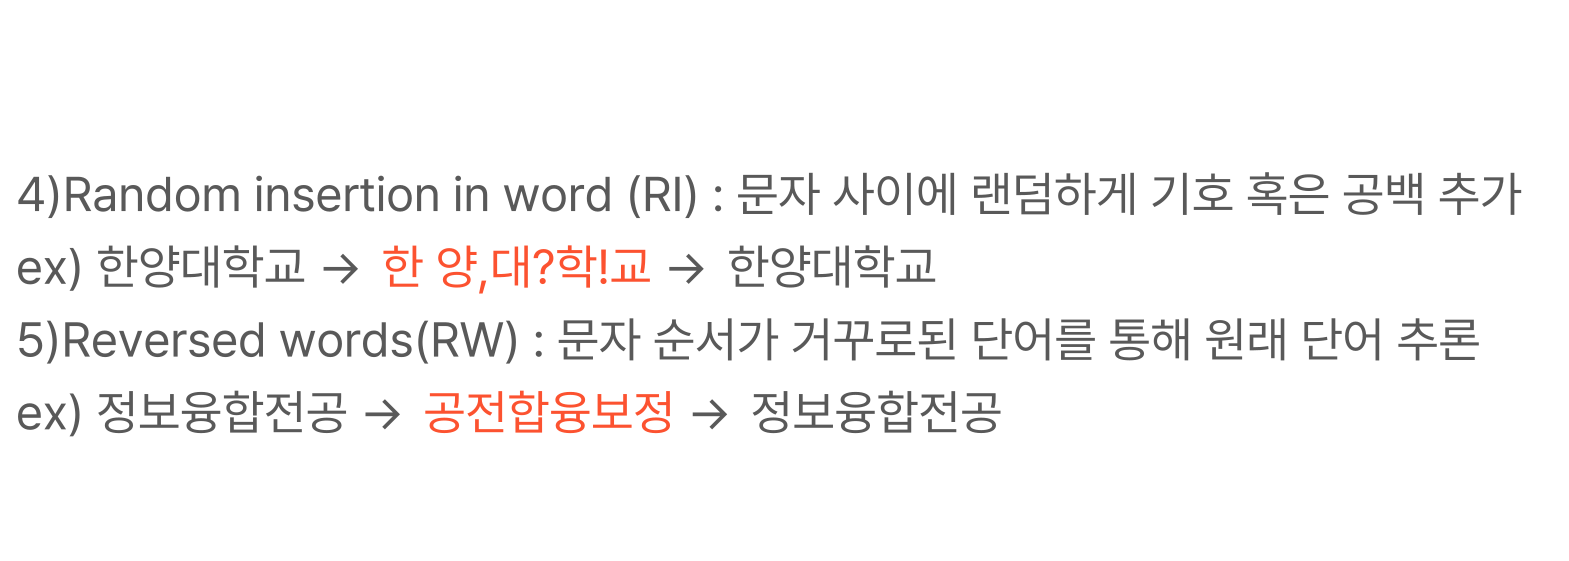 4)Random insertion in word (RI) : 문자 사이에 랜덤하게 기호 혹은 공백 추가
ex) 한양대학교 → 한 양,대?학!교 → 한양대학교
5)Reversed words(RW) : 문자 순서가 거꾸로된 단어를 통해 원래 단어 추론
ex) 정보융합전공 → 공전합융보정 → 정보융합전공